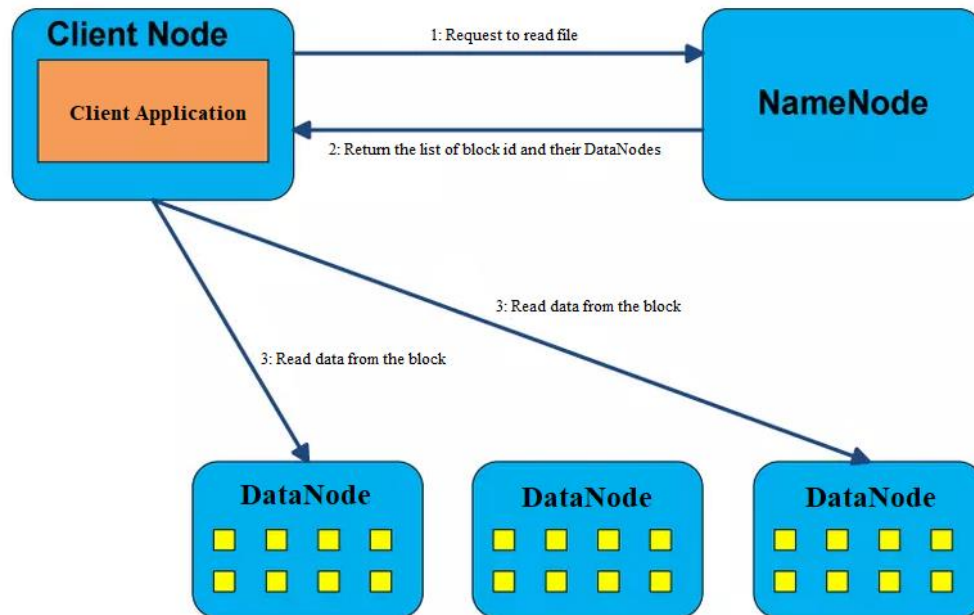 Client Node
Client Application
1: Request to read file
NameNode
2: Return the list of block id and their DataNodes
3: Read data from the block
3: Read data from the block
DataNode
DataNode
DataNode